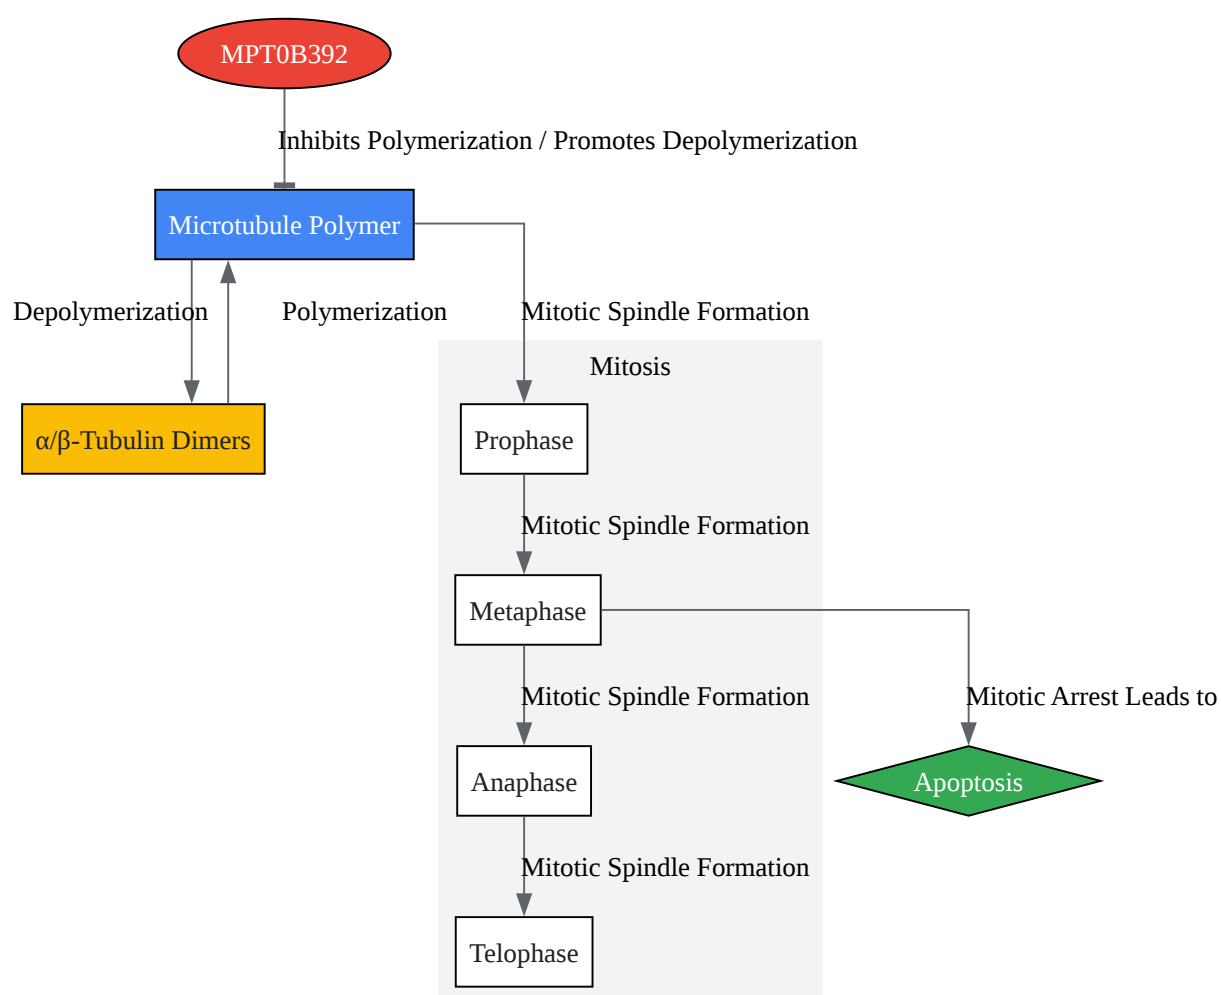 MPT0B392
Inhibits Polymerization / Promotes Depolymerization
Microtubule Polymer
Depolymerization
Polymerization
Mitotic Spindle Formation
Mitosis
α/β-Tubulin Dimers
Prophase
Mitotic Spindle Formation
Metaphase
Mitotic Spindle Formation
Mitotic Arrest Leads to
Anaphase
Apoptosis
Mitotic Spindle Formation
Telophase